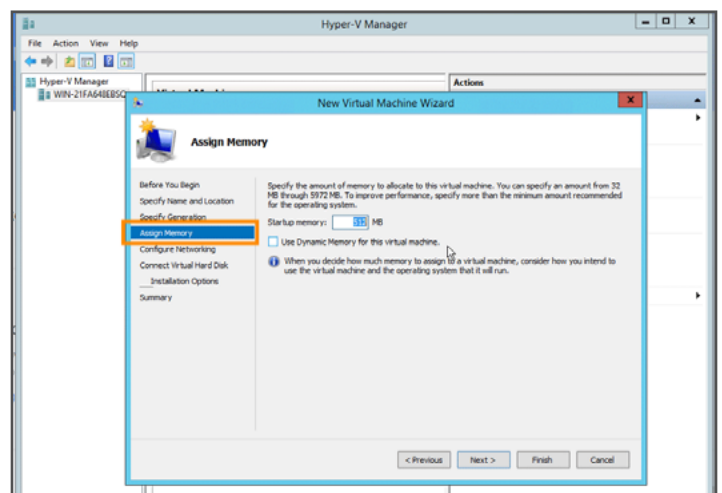 Hyper-V Manager
File Action View Help
Hyper-V Manager
Actions
New Virtual Machine Wizard
Assign Memory
Before You Begin
Specify Name and Location
Specify Generation
Assign Memory
Configure Networking
Connect Virtual Hard Disk
Installation Options
Summary
Specify the amount of memory to allocate to this virtual machine. You can specify an amount from 32
MB through 5972 MB. To improve performance, specify more than the minimum amount recommended
for the operating system.
Startup memory: 512 MB
Use Dynamic Memory for this virtual machine.
When you decide how much memory to assign to a virtual machine, consider how you intend to
use the virtual machine and the operating system that it will run.
< Previous Next > Finish Cancel